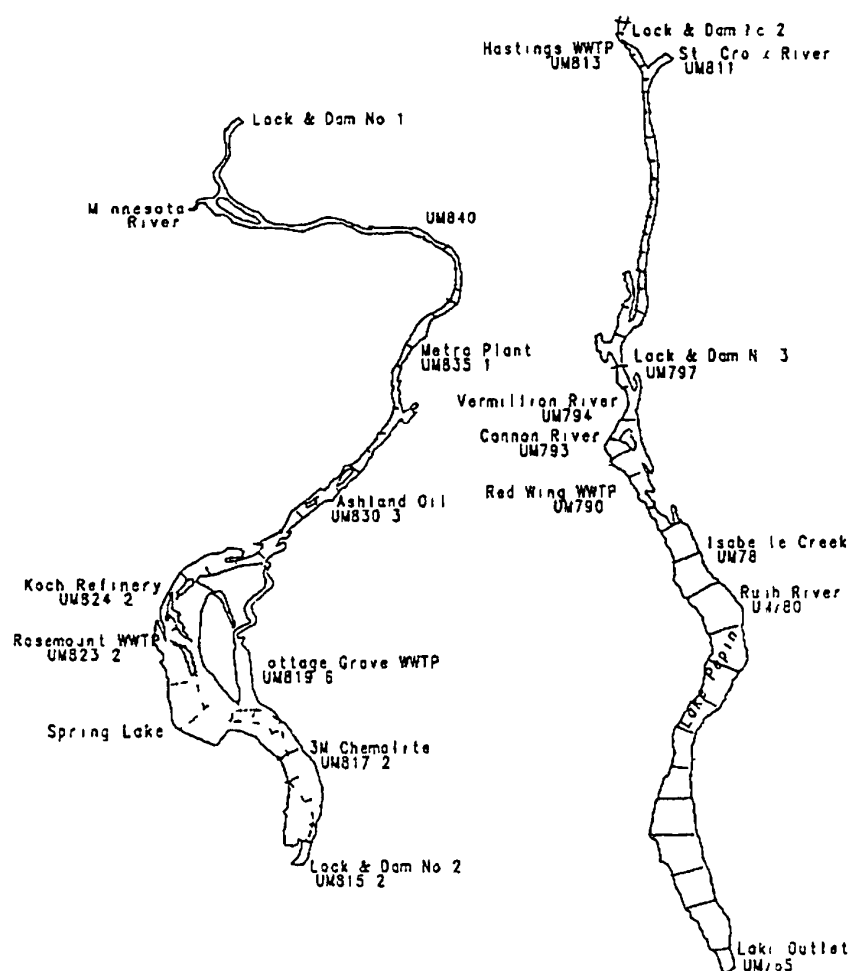 Lock & Dam No 1
Minnesota
River
UM840
Metro Plant
UM835 1
Ashland Oil
UM830 3
Koch Refinery
UM824 2
Rosemount WWTP
UM823 2
ottage Grove WWTP
UM819 6
Spring Lake
3M Chemolite
UM817 2
Lock & Dam No 2
UM815 2
Lock & Dam 2
Hastings WWTP
UM813
St Cro x River
UM811
Lock & Dam N 3
UM797
Vermillion River
UM794
Cannon River
UM793
Red Wing WWTP
UM790
Isabe le Creek
UM78
Rush River
Lake Pepin
Lake Outlet